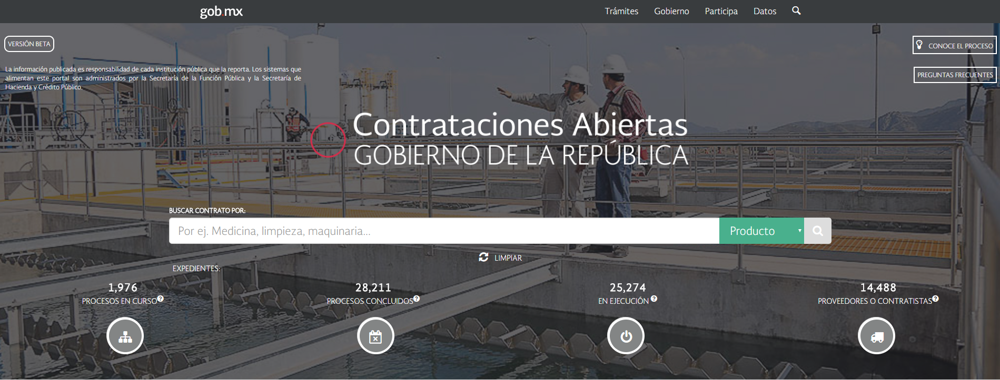 gob.mx
Trámites Gobierno Participa Datos
VERSIÓN BETA
CONOCE EL PROCESO
La información publicada es responsabilidad de cada institución pública que la reporta. Los sistemas que
alimentan este portal son administrados por la Secretaría de la Función Pública y la Secretaría de
Hacienda y Crédito Público.
PREGUNTAS FRECUENTES
Contrataciones Abiertas
GOBIERNO DE LA REPÚBLICA
BUSCAR CONTRATO POR:
Por ej. Medicina, limpieza, maquinaria...
Producto
LIMPIAR
EXPEDIENTES:
1,976
PROCESOS EN CURSO
28,211
PROCESOS CONCLUIDOS
25,274
EN EJECUCIÓN
14,488
PROVEEDORES O CONTRATISTAS